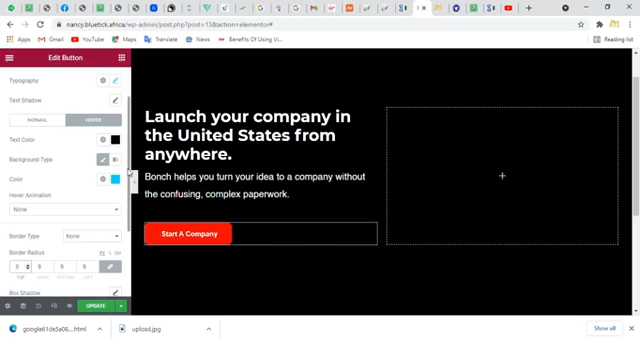 nancy.bluetick.africa/wp-admin/post.php?post=13&action=elementor#
Apps
Gmail
YouTube
Maps
Translate
News
Benefits Of Using Vi...
Reading list
Edit Button
Typography
Text Shadow
NORMAL
HOVER
Text Color
Background Type
Color
Hover Animation
None
Border Type
None
Border Radius
TOP
RIGHT
BOTTOM
LEFT
Box Shadow
UPDATE
Launch your company in
the United States from
anywhere.
Bonch helps you turn your idea to a company without
the confusing, complex paperwork.
Start A Company
google61de5a08....html
upload.jpg
Show all